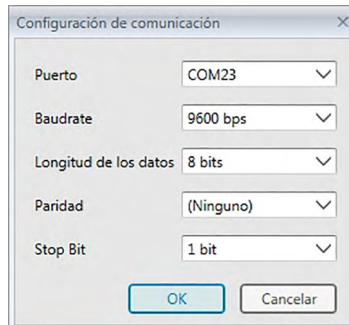 Configuración de comunicación
Puerto COM23
Baudrate 9600 bps
Longitud de los datos 8 bits
Paridad (Ninguno)
Stop Bit 1 bit
OK Cancelar